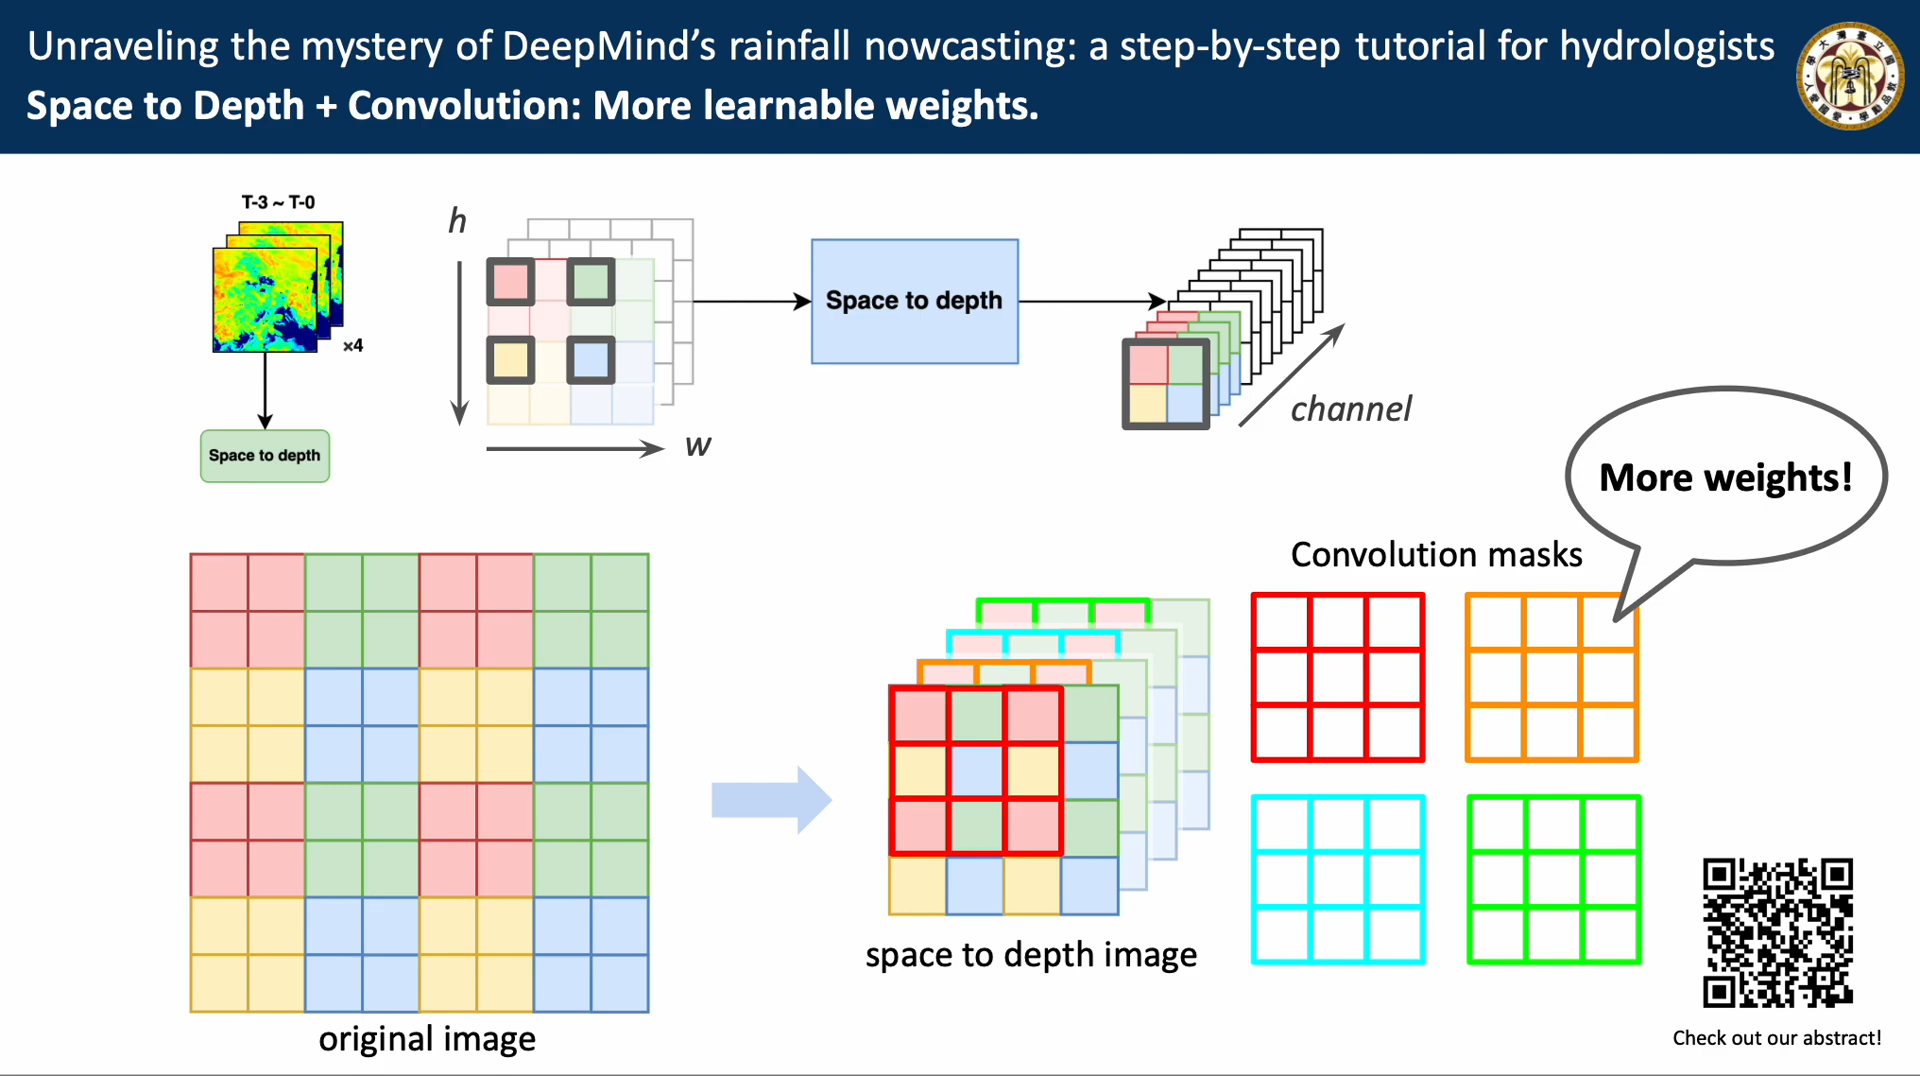 Unraveling the mystery of DeepMind’s rainfall nowcasting: a step-by-step tutorial for hydrologists
Space to Depth + Convolution: More learnable weights.
T-3 ~ T-0
×4
Space to depth
h
w
Space to depth
channel
More weights!
Convolution masks
original image
space to depth image
Check out our abstract!